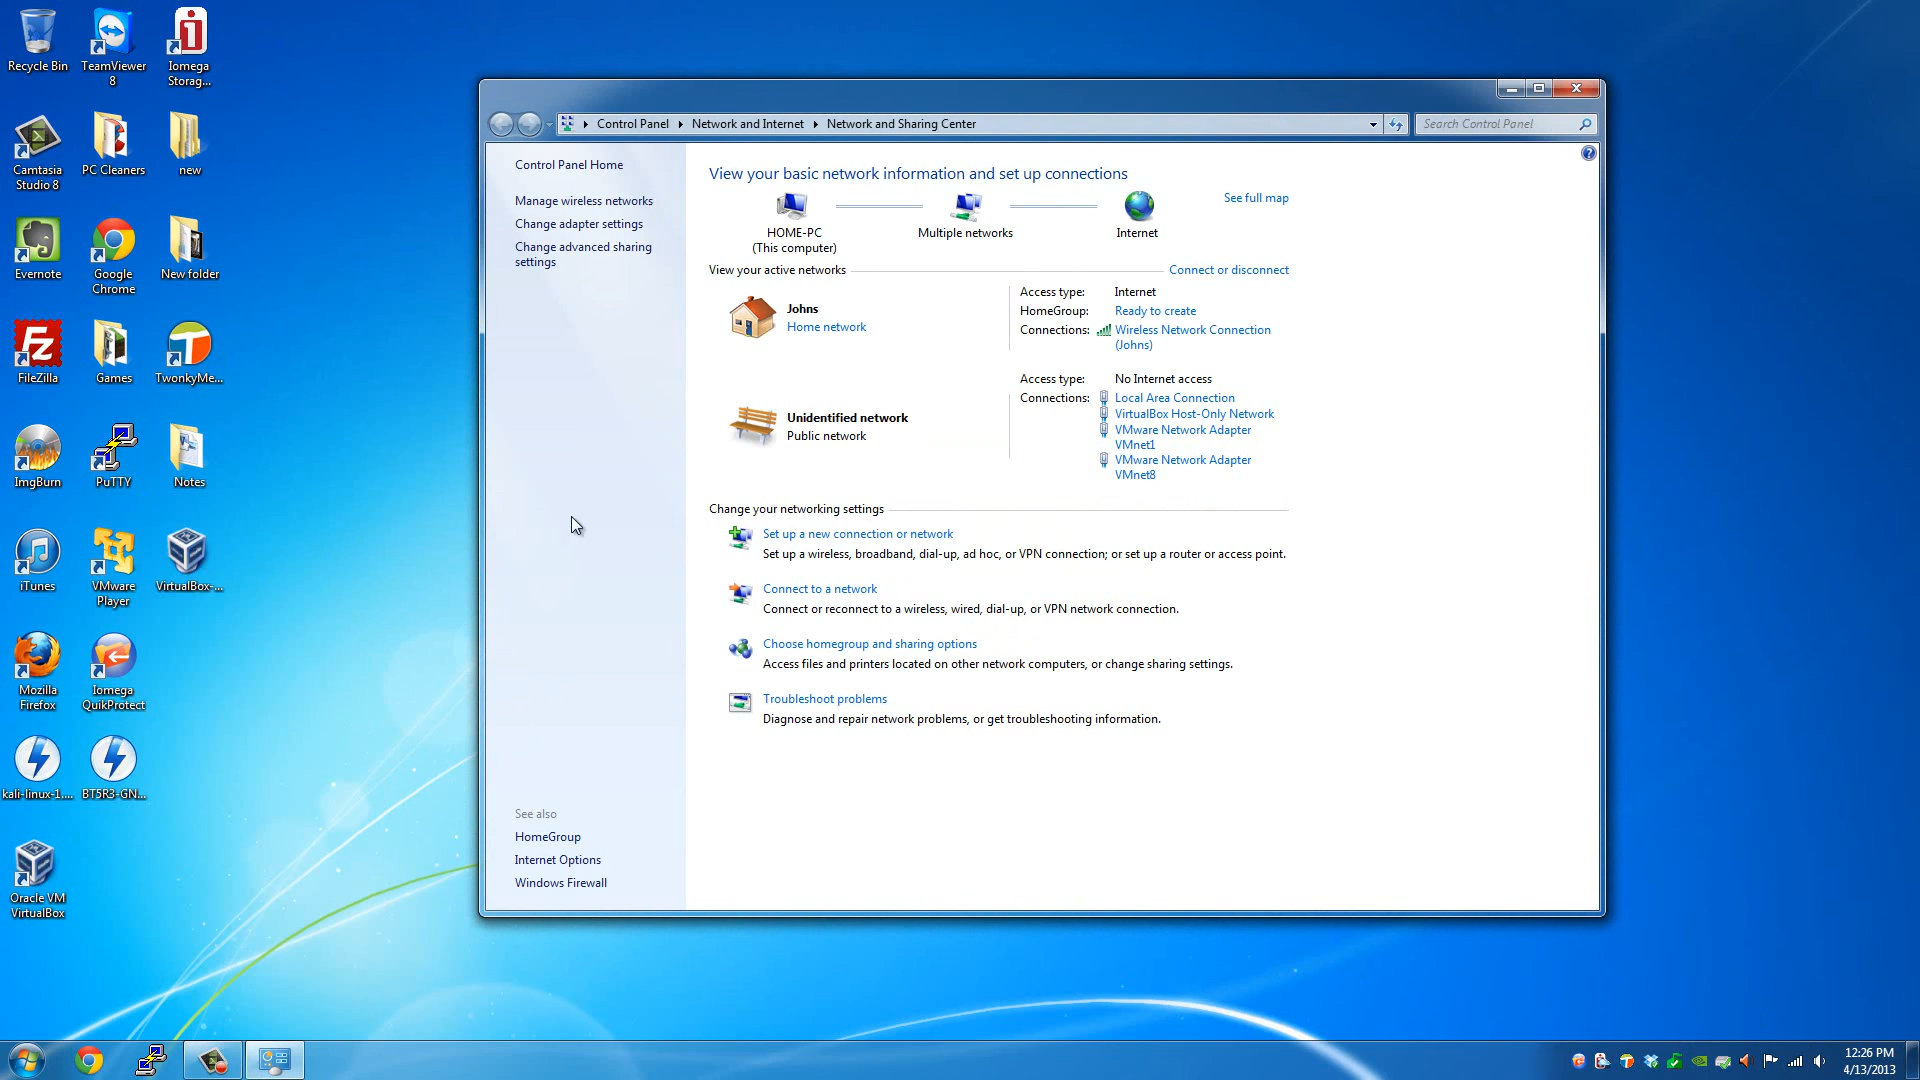 Recycle Bin
TeamViewer
8
Iomega
Storag...
Camtasia
Studio 8
PC Cleaners
new
Evernote
Google
Chrome
New folder
FileZilla
Games
TwonkyMe...
ImgBurn
PuTTY
Notes
iTunes
VMware
Player
VirtualBox-...
Mozilla
Firefox
Iomega
QuikProtect
kali-linux-1....
BT5R3-GN...
Oracle VM
VirtualBox
Control Panel
Network and Internet
Network and Sharing Center
Search Control Panel
Control Panel Home
Manage wireless networks
Change adapter settings
Change advanced sharing
settings
See also
HomeGroup
Internet Options
Windows Firewall
View your basic network information and set up connections
See full map
HOME-PC
(This computer)
Multiple networks
Internet
View your active networks
Connect or disconnect
Johns
Home network
Access type: Internet
HomeGroup: Ready to create
Connections: Wireless Network Connection
(Johns)
Unidentified network
Public network
Access type: No Internet access
Connections: Local Area Connection
VirtualBox Host-Only Network
VMware Network Adapter
VMnet1
VMware Network Adapter
VMnet8
Change your networking settings
Set up a new connection or network
Set up a wireless, broadband, dial-up, ad hoc, or VPN connection; or set up a router or access point.
Connect to a network
Connect or reconnect to a wireless, wired, dial-up, or VPN network connection.
Choose homegroup and sharing options
Access files and printers located on other network computers, or change sharing settings.
Troubleshoot problems
Diagnose and repair network problems, or get troubleshooting information.
12:26 PM
4/13/2013